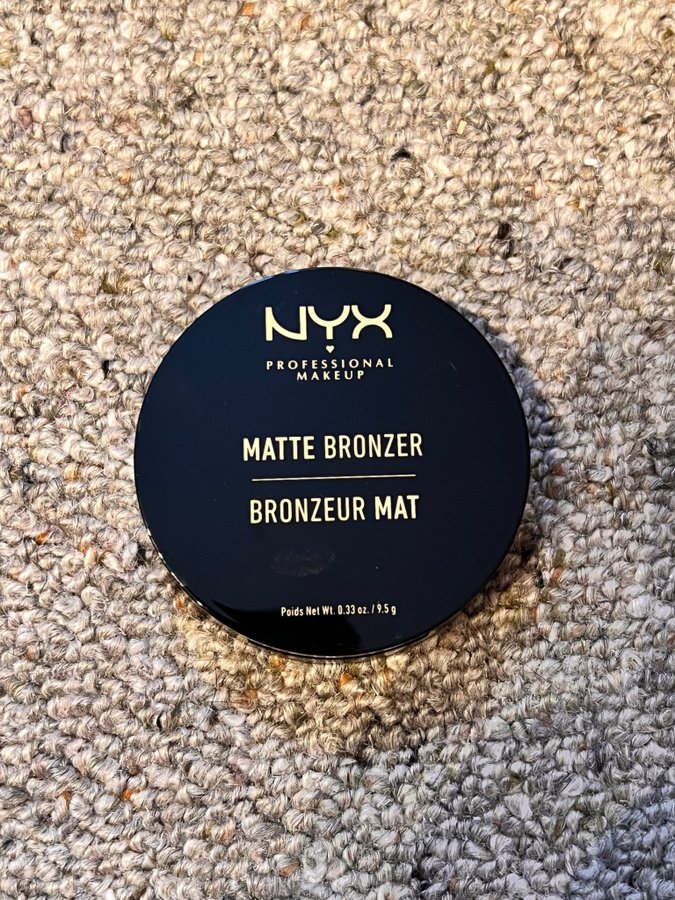 NYX
PROFESSIONAL
MAKEUP
MATTE BRONZER
BRONZEUR MAT
Poids Net Wt. 0.33 oz. / 9.5 g